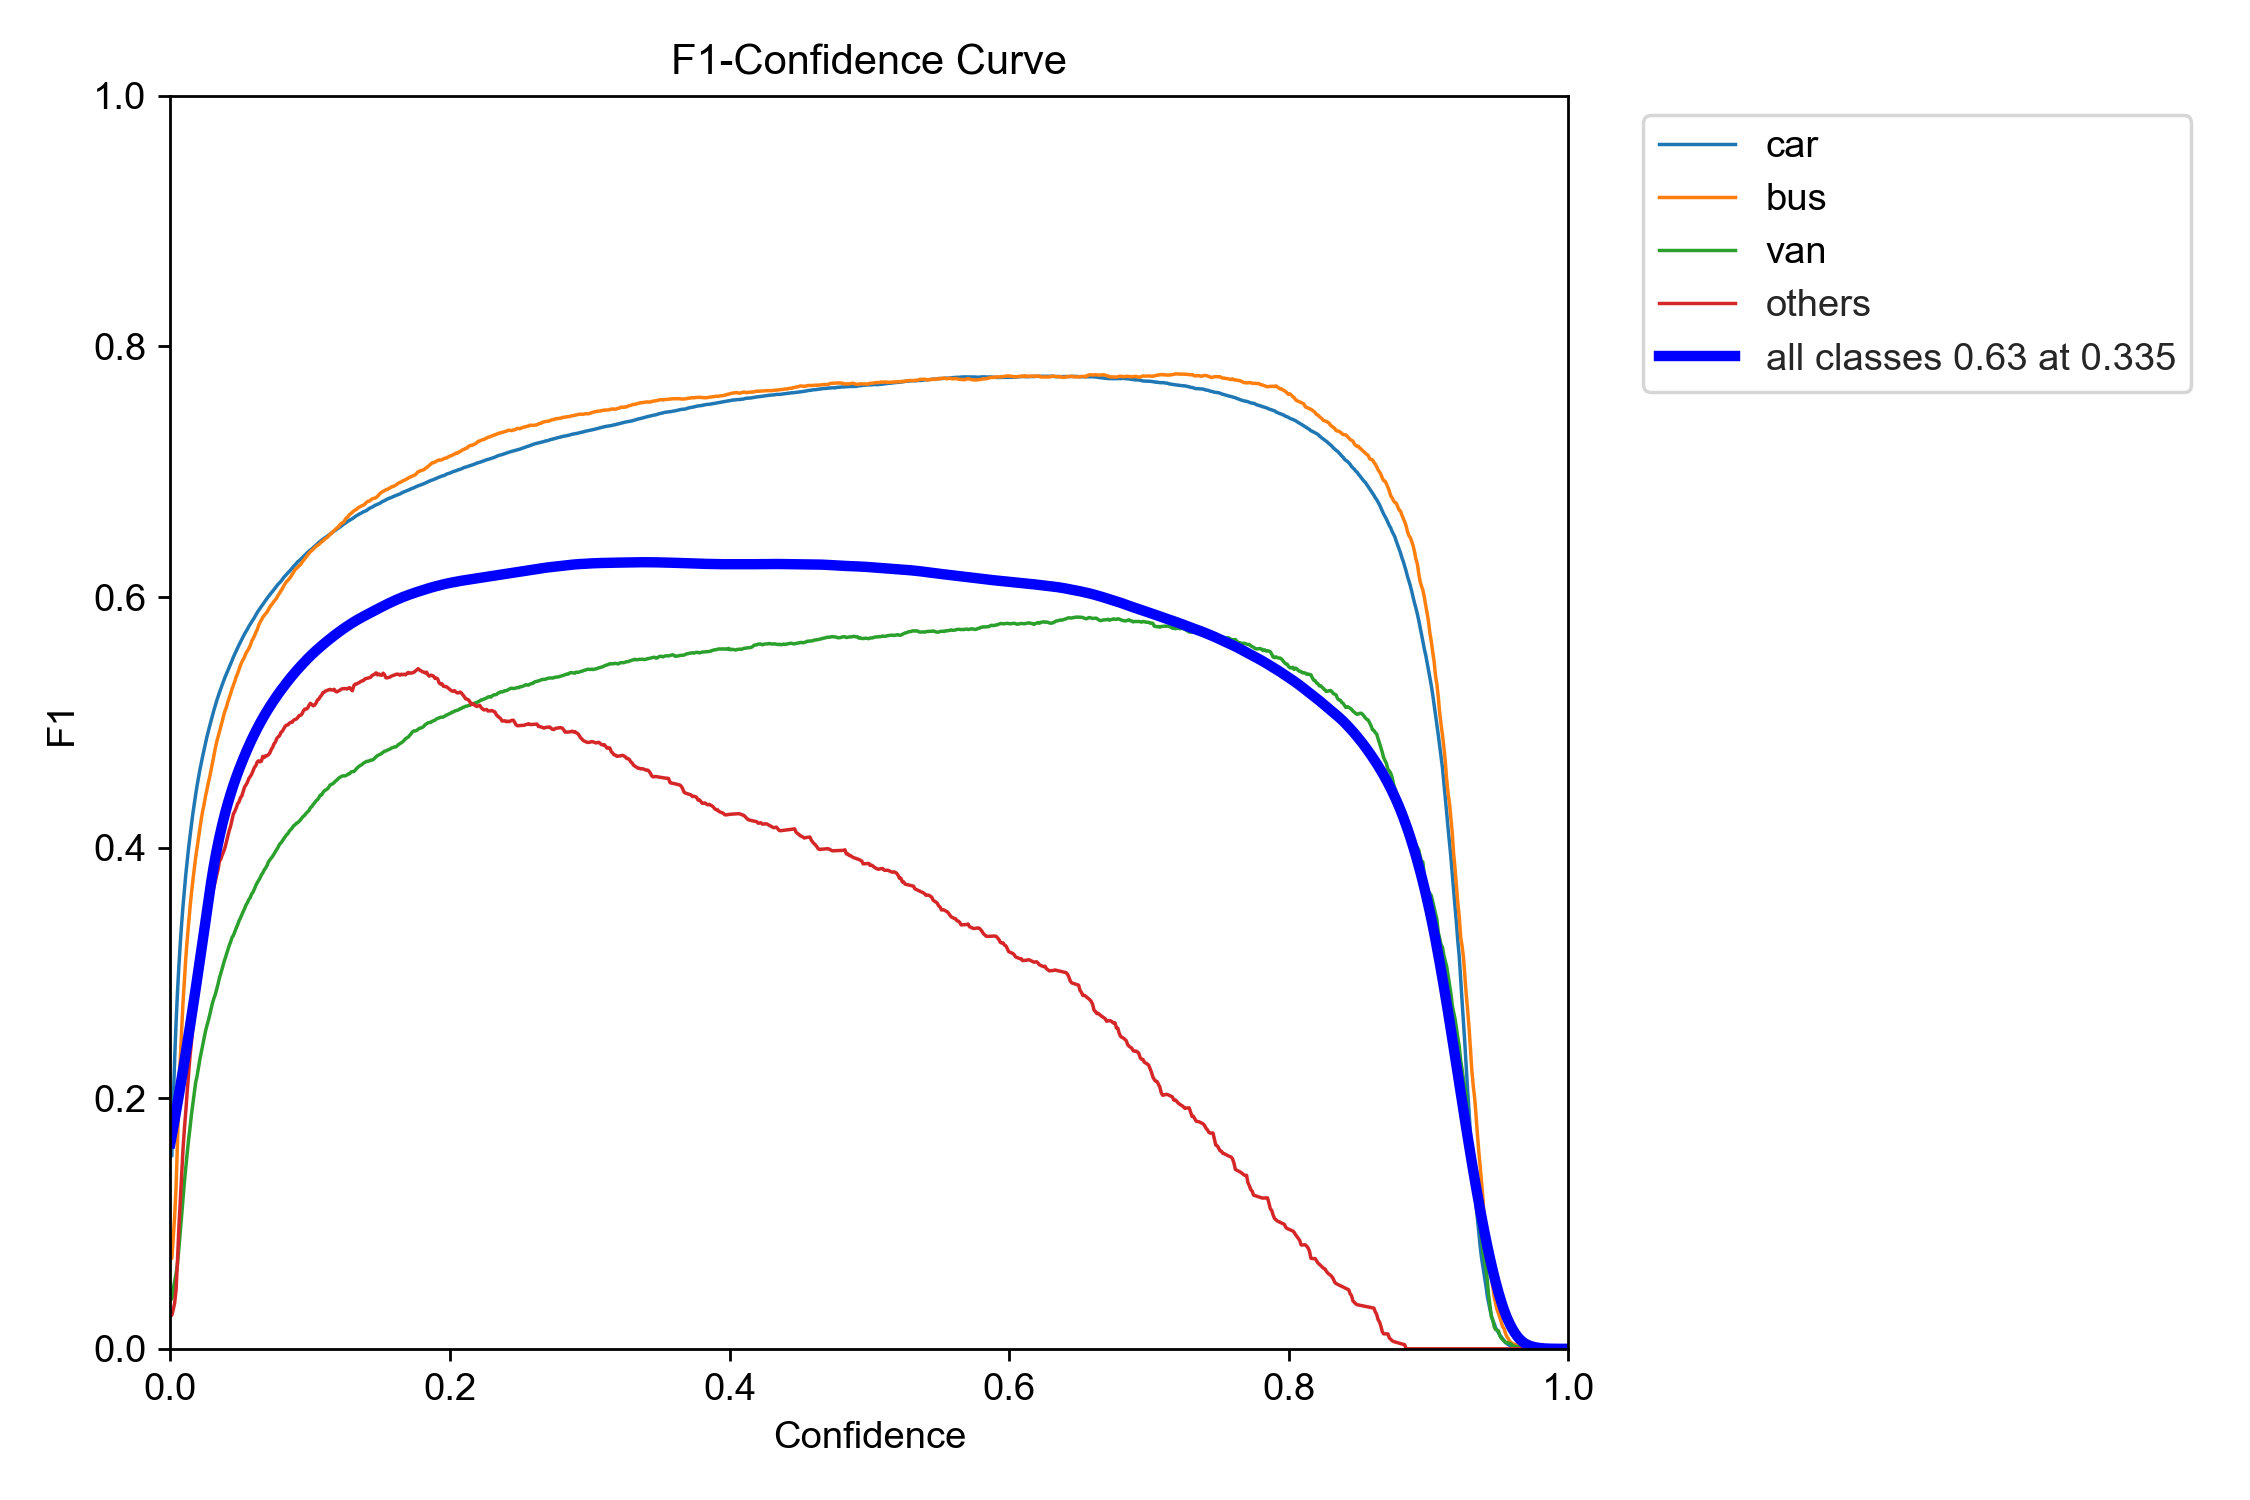 F1-Confidence Curve
1.0
0.8
0.6
0.4
0.2
0.0
F1
0.0 0.2 0.4 0.6 0.8 1.0
Confidence
car
bus
van
others
all classes 0.63 at 0.335